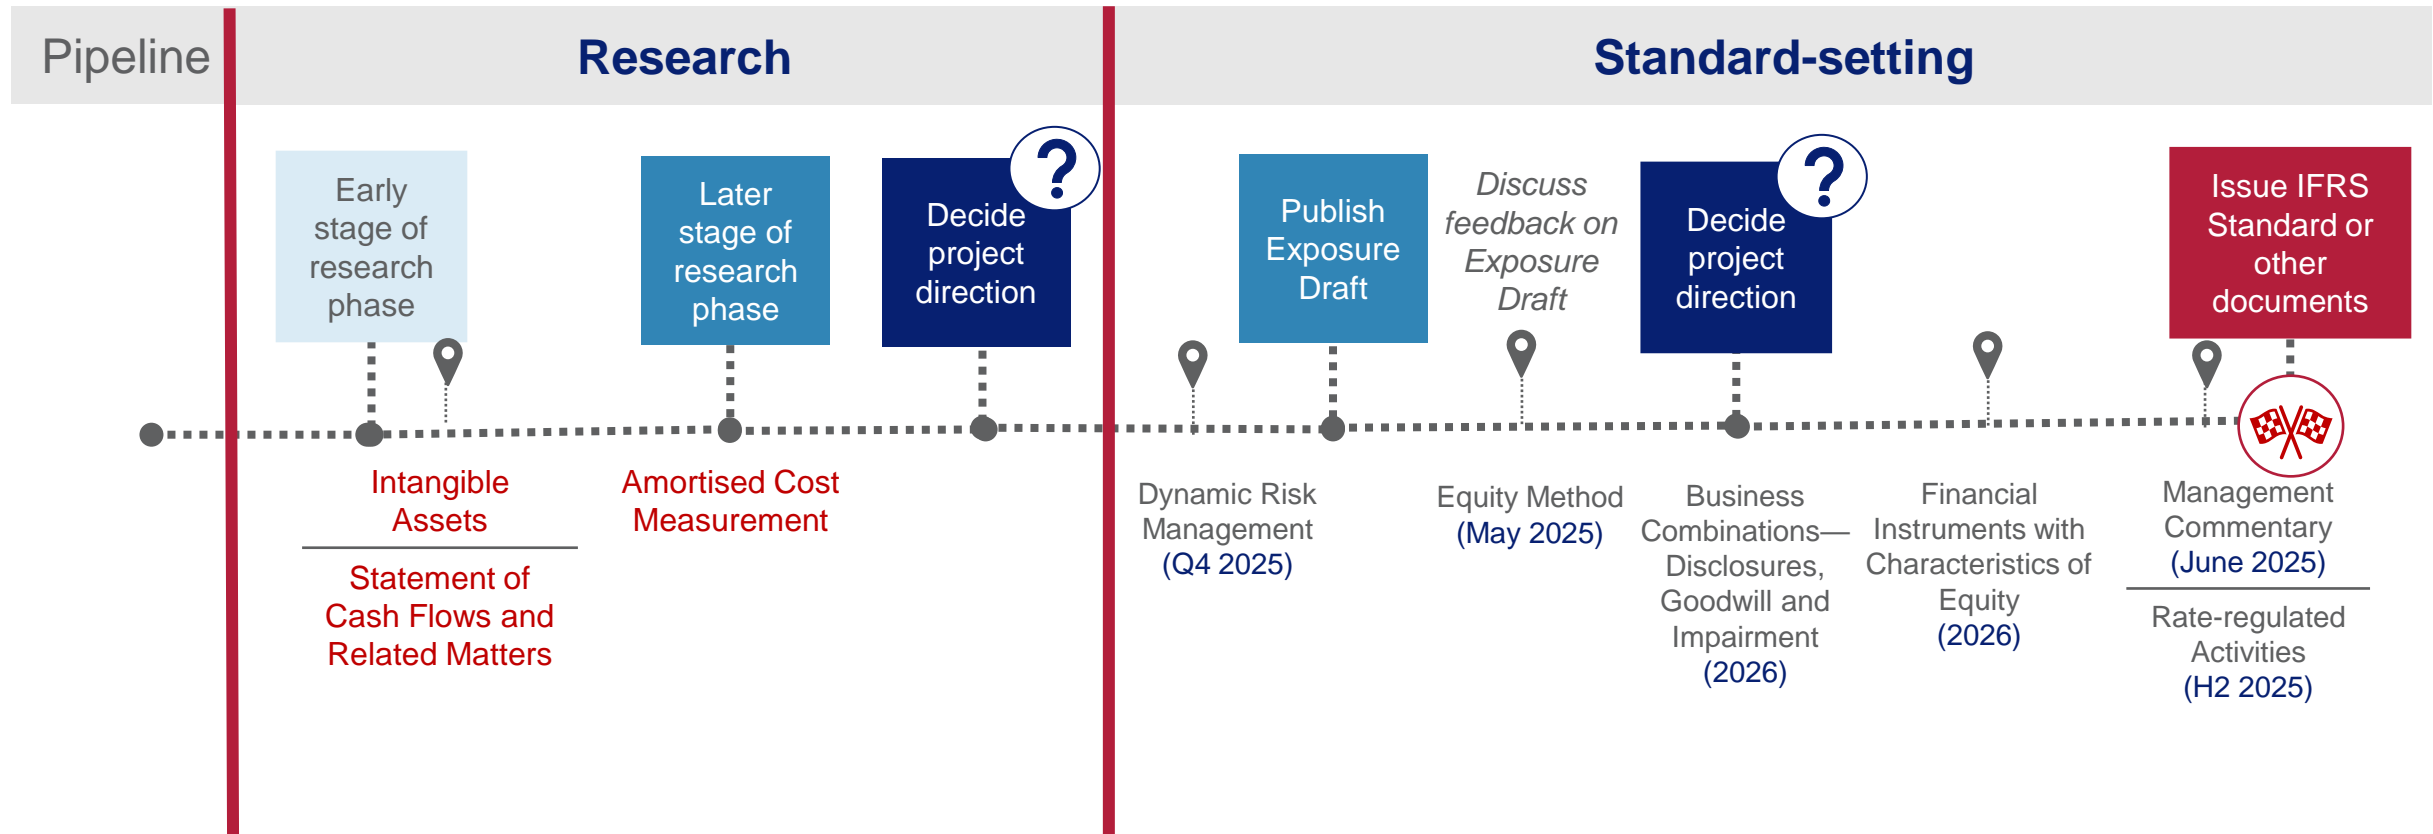 Pipeline
Research
Standard-setting
Early
stage of
research
phase
Later
stage of
research
phase
Decide
project
direction
?
Publish
Exposure
Draft
Discuss
feedback on
Exposure
Draft
Decide
project
direction
?
Issue IFRS
Standard or
other
documents
Intangible
Assets
Statement of
Cash Flows and
Related Matters
Amortised Cost
Measurement
Dynamic Risk
Management
(Q4 2025)
Equity Method
(May 2025)
Business
Combinations—
Disclosures,
Goodwill and
Impairment
(2026)
Financial
Instruments with
Characteristics of
Equity
(2026)
Management
Commentary
(June 2025)
Rate-regulated
Activities
(H2 2025)